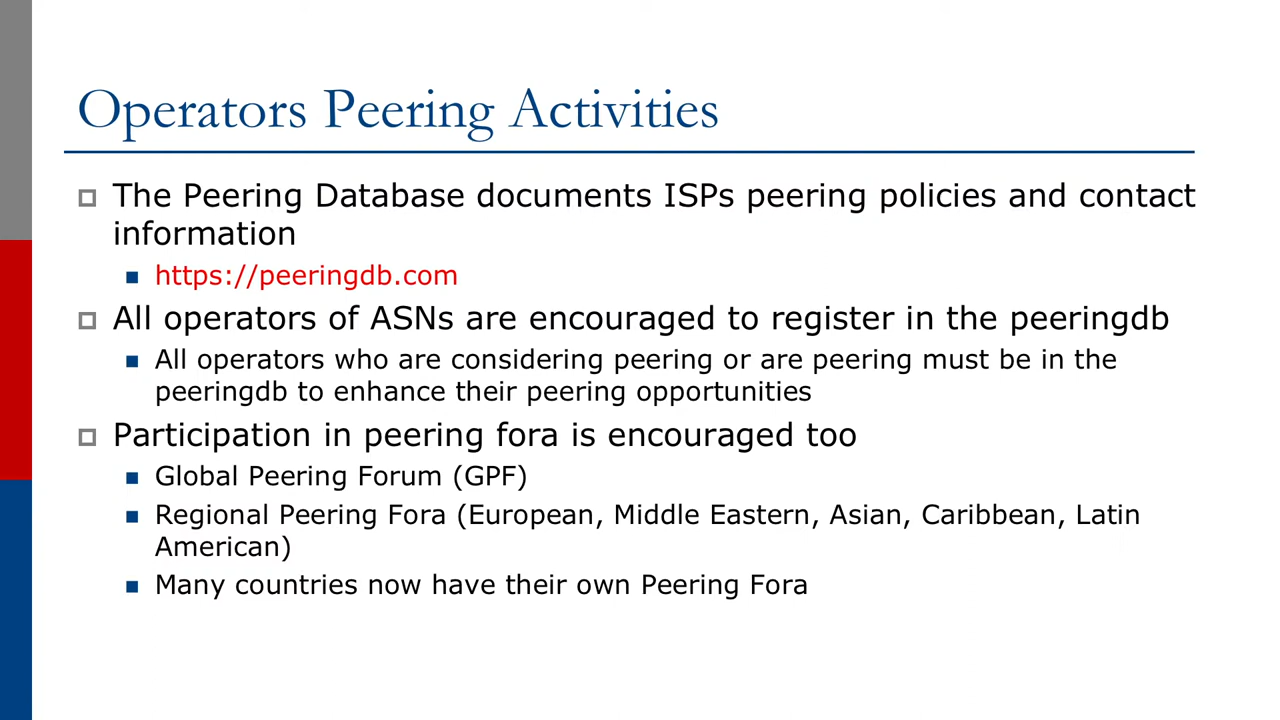 Operators Peering Activities
The Peering Database documents ISPs peering policies and contact
information
https://peeringdb.com
All operators of ASNs are encouraged to register in the peeringdb
All operators who are considering peering or are peering must be in the
peeringdb to enhance their peering opportunities
Participation in peering fora is encouraged too
Global Peering Forum (GPF)
Regional Peering Fora (European, Middle Eastern, Asian, Caribbean, Latin
American)
Many countries now have their own Peering Fora